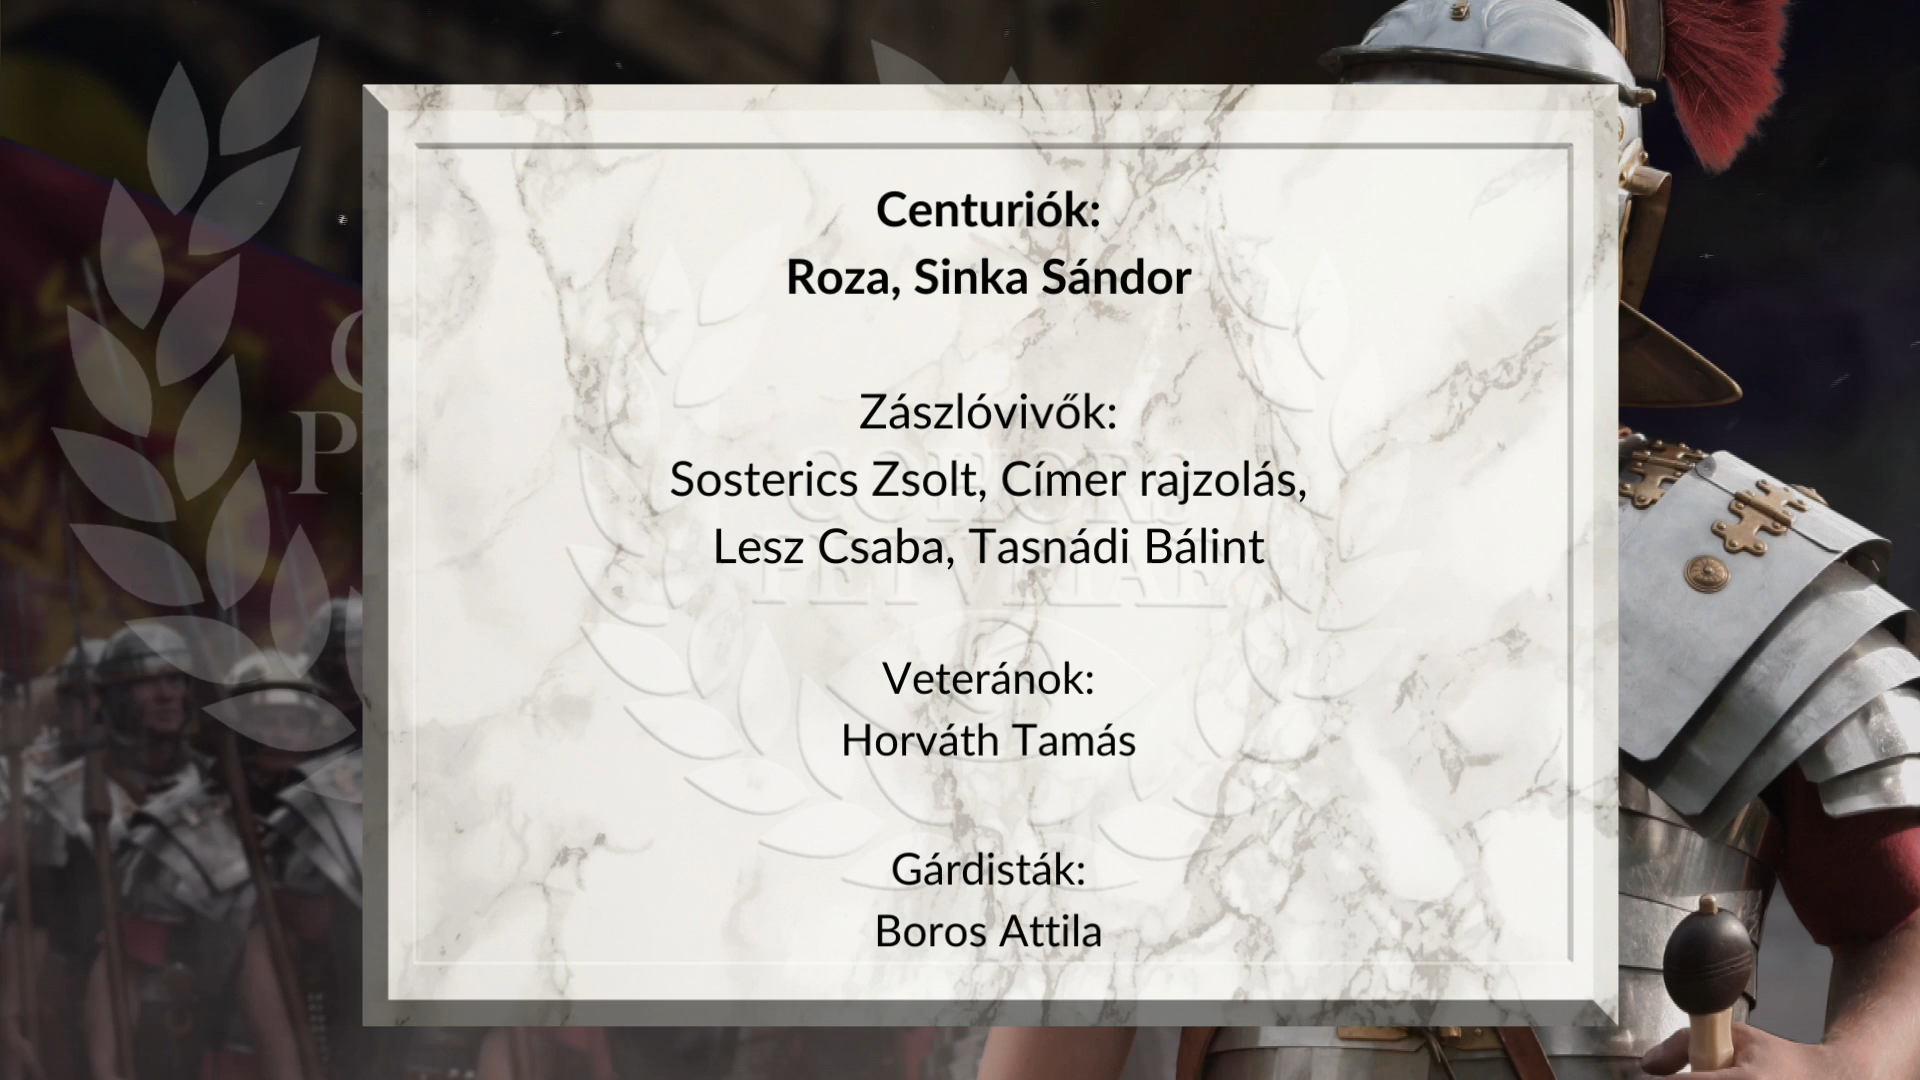 Centuriók:
Roza, Sinka Sándor
Zászlóvivők:
Sosterics Zsolt, Címer rajzolás,
Lesz Csaba, Tasnádi Bálint
Veteránok:
Horváth Tamás
Gárdisták:
Boros Attila